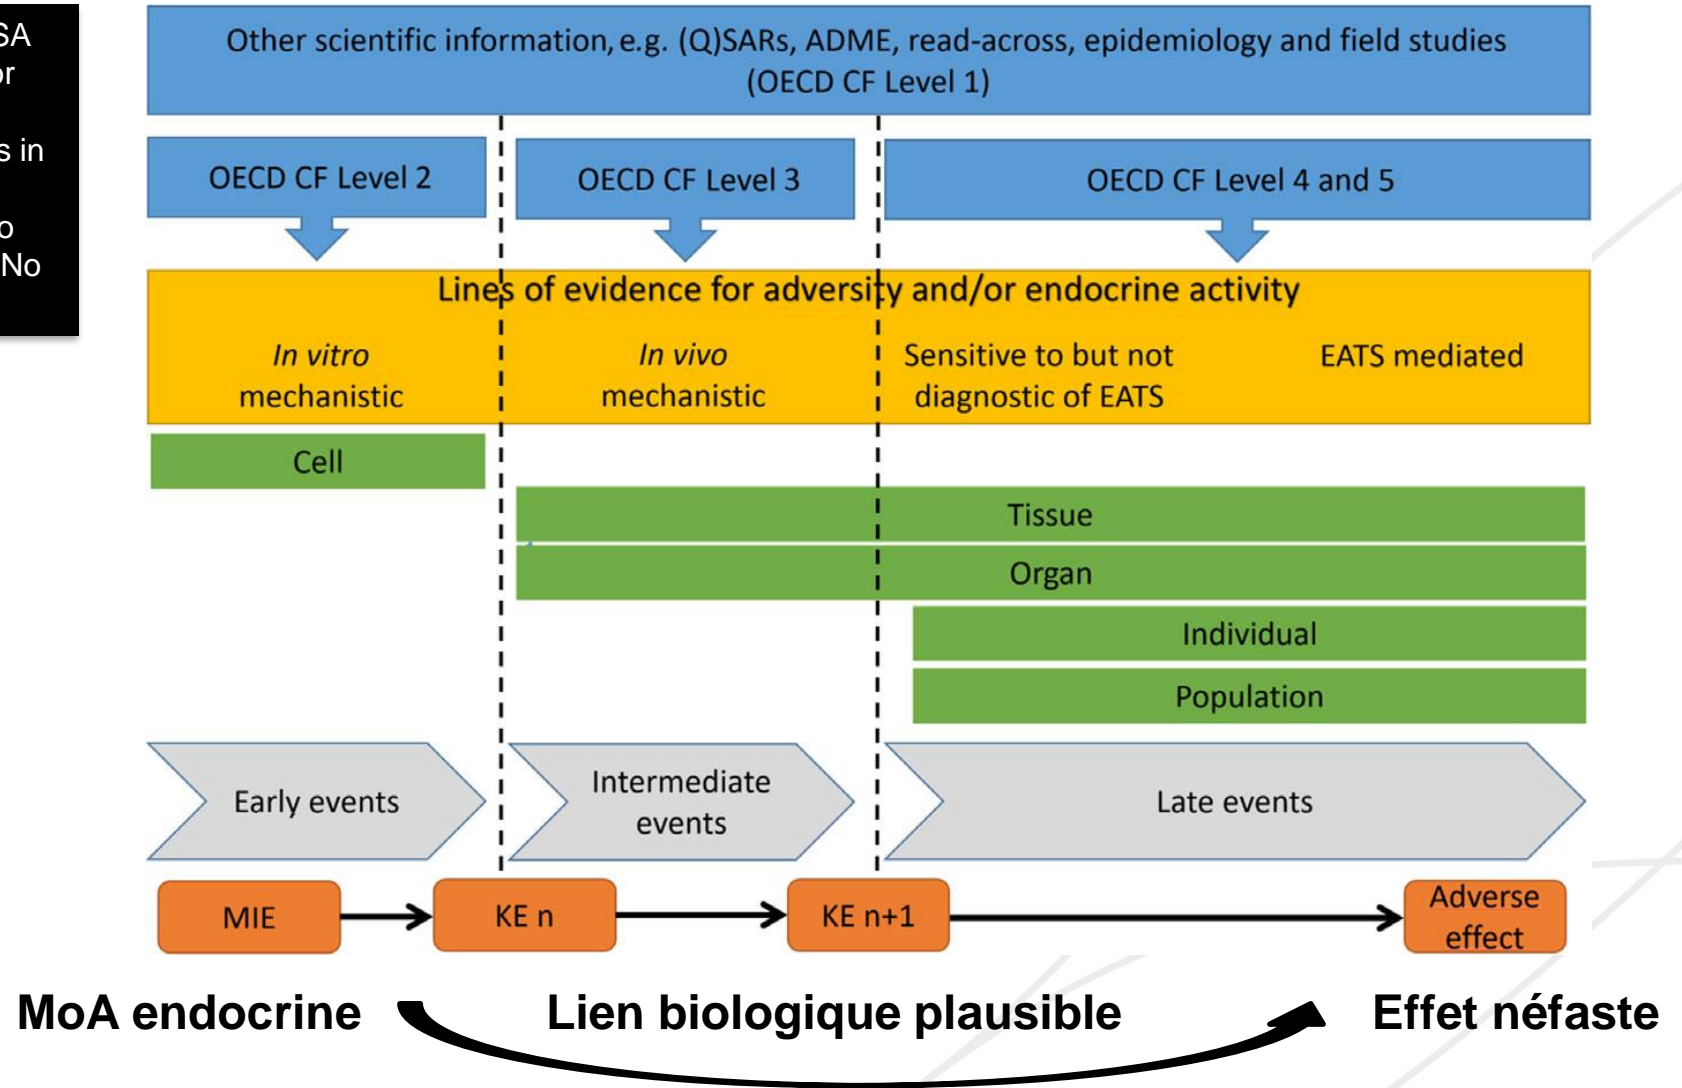 SA
or
s in
o
No
Other scientific information, e.g. (Q)SARs, ADME, read-across, epidemiology and field studies
(OECD CF Level 1)
OECD CF Level 2
OECD CF Level 3
OECD CF Level 4 and 5
Lines of evidence for adversity and/or endocrine activity
In vitro
mechanistic
In vivo
mechanistic
Sensitive to but not
diagnostic of EATS
EATS mediated
Cell
Tissue
Organ
Individual
Population
Early events
Intermediate
events
Late events
MIE
KE n
KE n+1
Adverse
effect
MoA endocrine
Lien biologique plausible
Effet néfaste